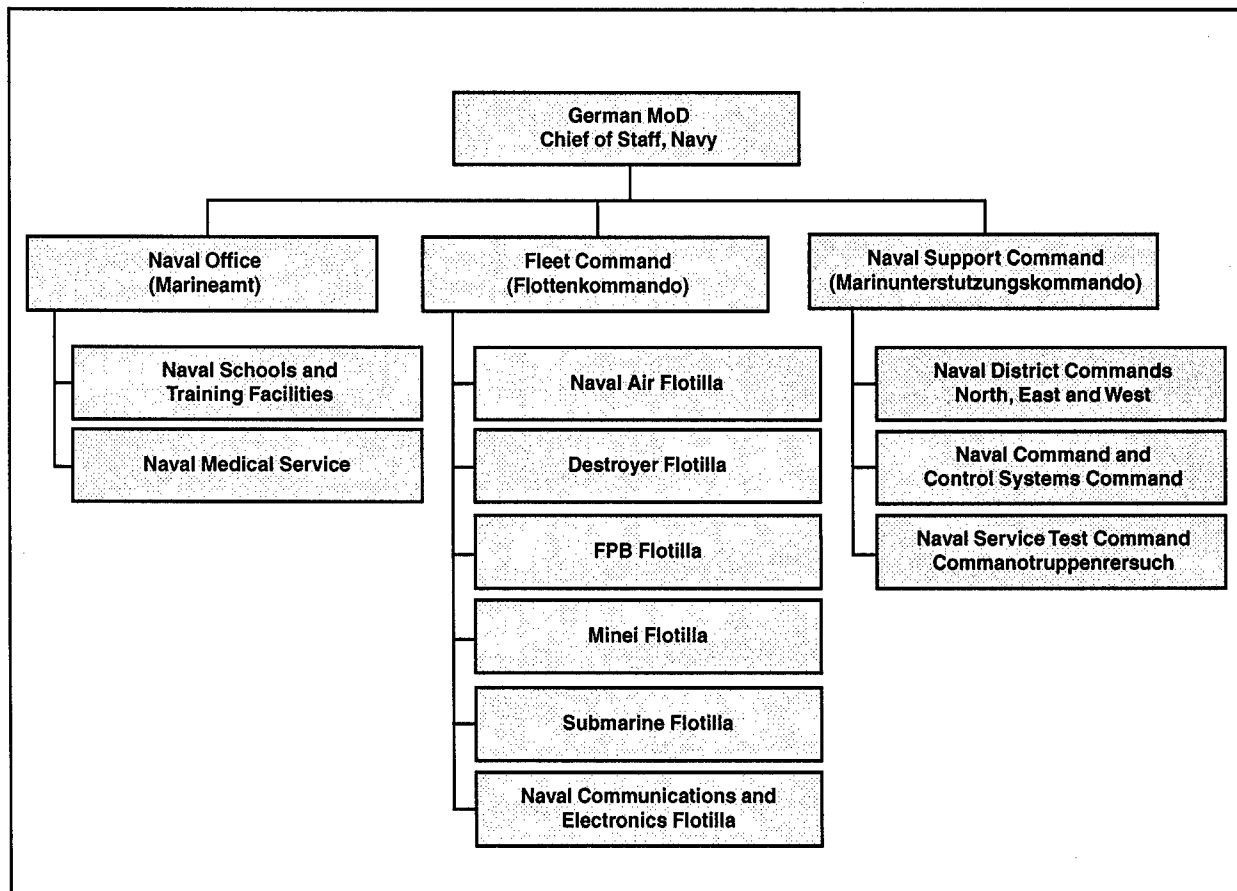 German MoD
Chief of Staff, Navy
Naval Office
(Marineamt)
Naval Schools and
Training Facilities
Naval Medical Service
Fleet Command
(Flottenkommando)
Naval Air Flotilla
Destroyer Flotilla
FPB Flotilla
Minei Flotilla
Submarine Flotilla
Naval Communications and
Electronics Flotilla
Naval Support Command
(Marinunterstutzungskommando)
Naval District Commands
North, East and West
Naval Command and
Control Systems Command
Naval Service Test Command
Commanotruppenrersuch